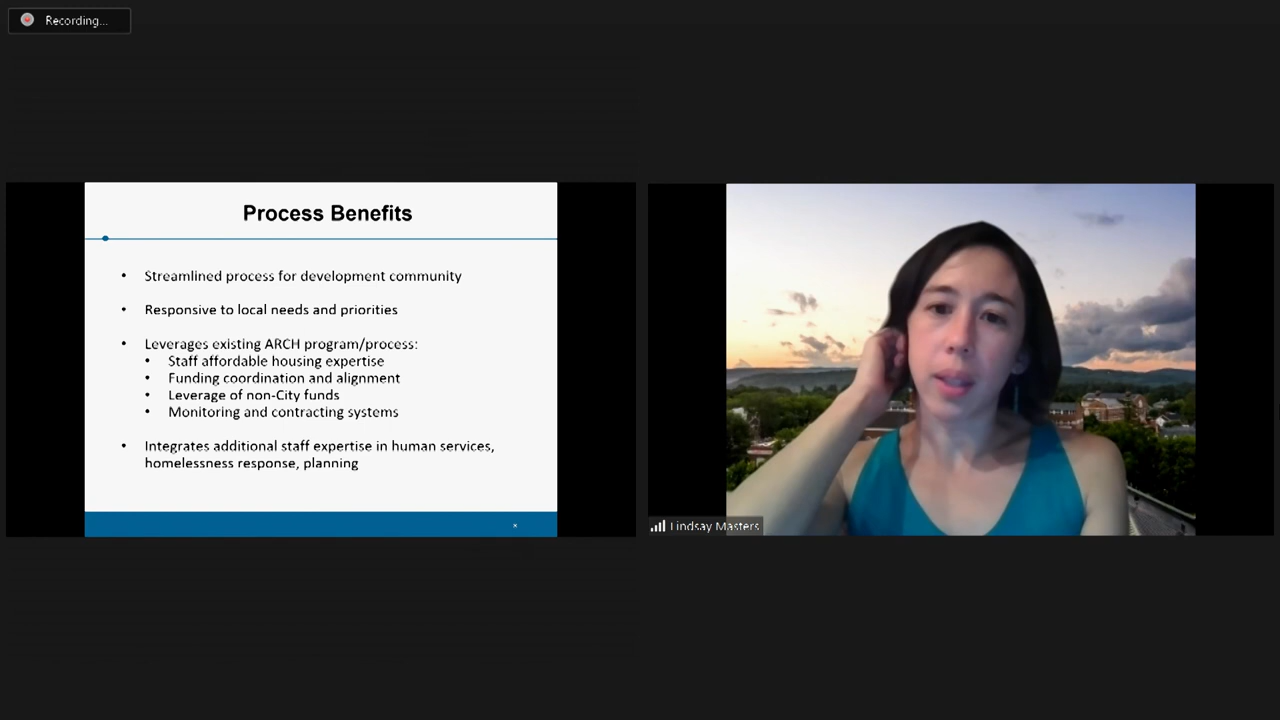 Recording...
Process Benefits
• Streamlined process for development community
• Responsive to local needs and priorities
• Leverages existing ARCH program/process:
• Staff affordable housing expertise
• Funding coordination and alignment
• Leverage of non-City funds
• Monitoring and contracting systems
• Integrates additional staff expertise in human services,
homelessness response, planning
Lindsay Masters